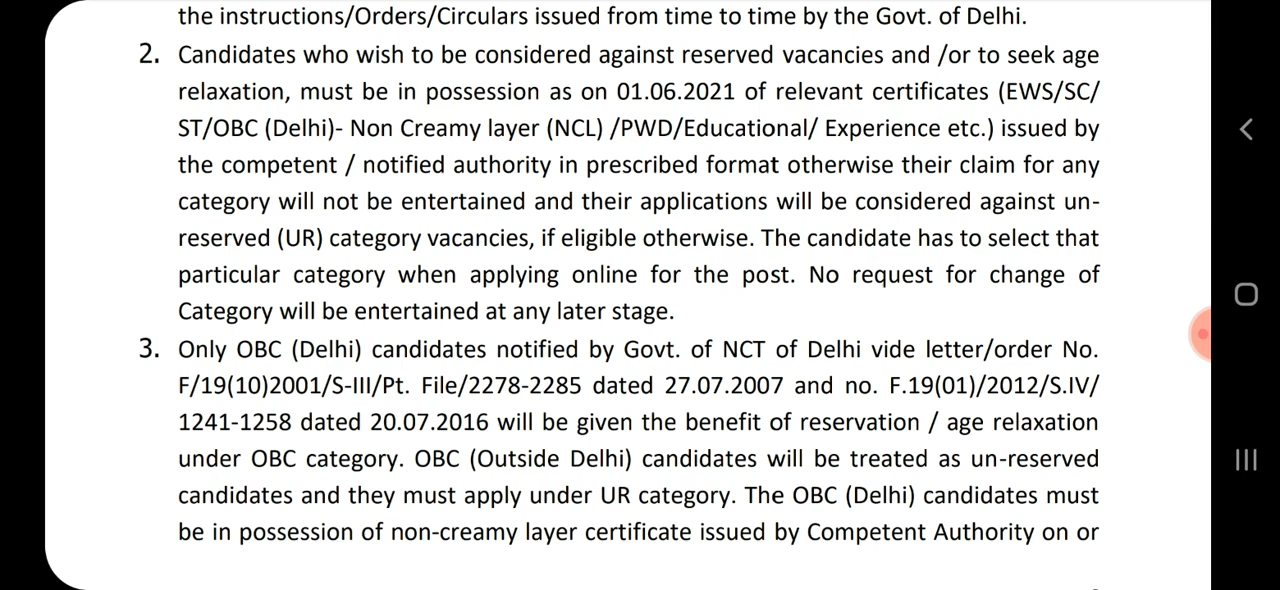 the instructions/Orders/Circulars issued from time to time by the Govt. of Delhi.
2. Candidates who wish to be considered against reserved vacancies and /or to seek age
relaxation, must be in possession as on 01.06.2021 of relevant certificates (EWS/SC/
ST/OBC (Delhi)- Non Creamy layer (NCL) /PWD/Educational/ Experience etc.) issued by
the competent / notified authority in prescribed format otherwise their claim for any
category will not be entertained and their applications will be considered against un-
reserved (UR) category vacancies, if eligible otherwise. The candidate has to select that
particular category when applying online for the post. No request for change of
Category will be entertained at any later stage.
3. Only OBC (Delhi) candidates notified by Govt. of NCT of Delhi vide letter/order No.
F/19(10)2001/S-III/Pt. File/2278-2285 dated 27.07.2007 and no. F.19(01)/2012/S.IV/
1241-1258 dated 20.07.2016 will be given the benefit of reservation / age relaxation
under OBC category. OBC (Outside Delhi) candidates will be treated as un-reserved
candidates and they must apply under UR category. The OBC (Delhi) candidates must
be in possession of non-creamy layer certificate issued by Competent Authority on or